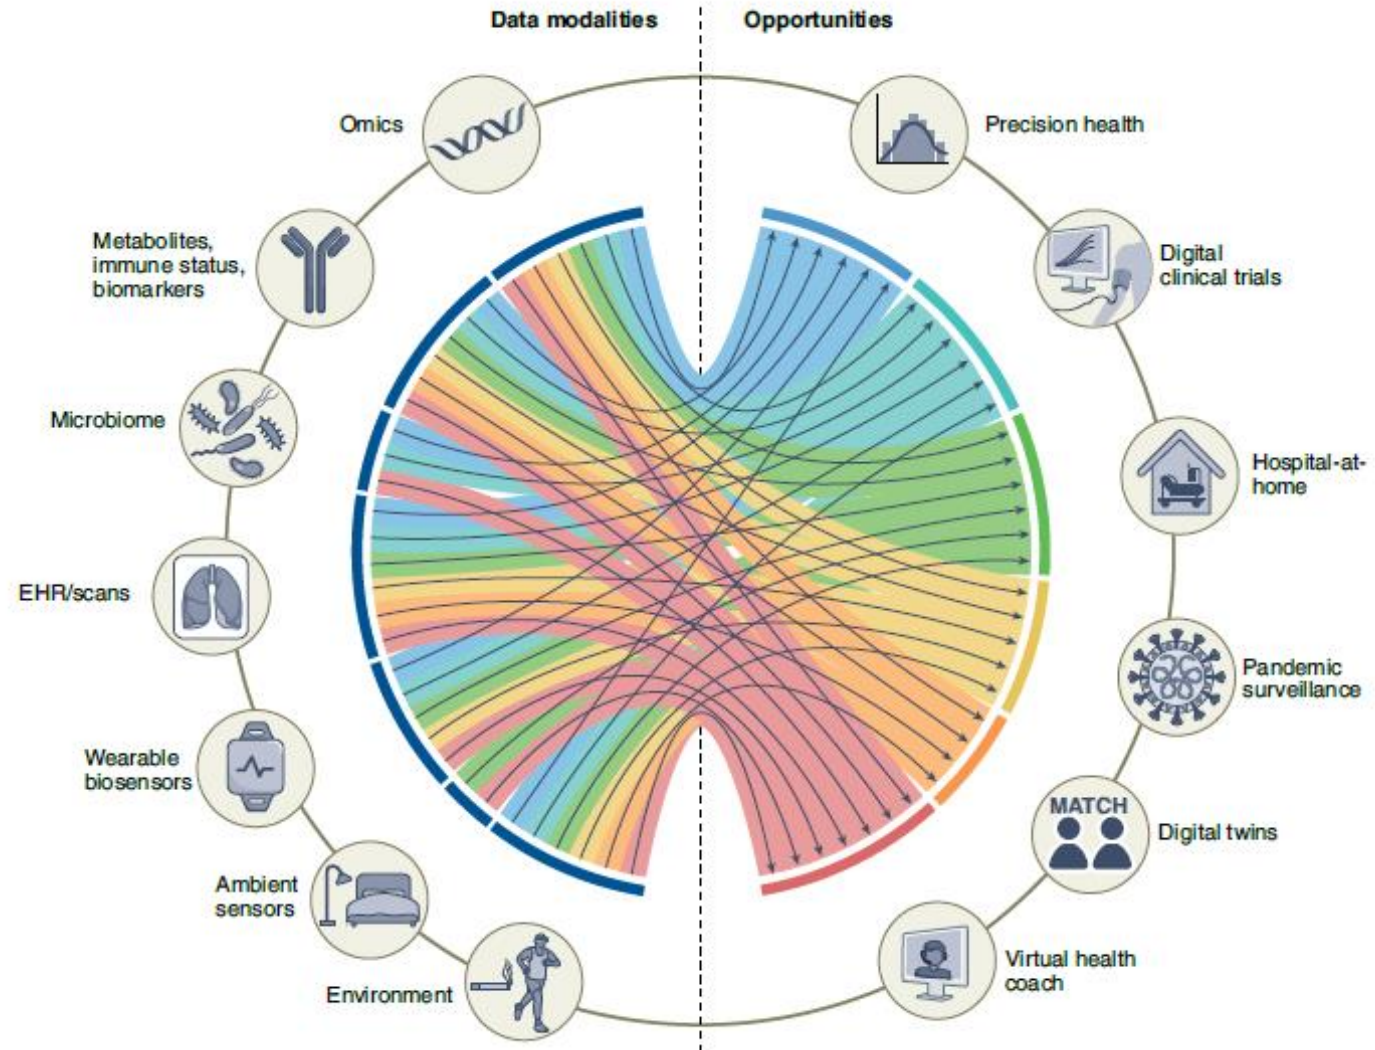 Data modalities
Opportunities
Omics
Metabolites,
immune status,
biomarkers
Microbiome
EHR/scans
Wearable
biosensors
Ambient
sensors
Environment
Precision health
Digital
clinical trials
Hospital-at-
home
Pandemic
surveillance
MATCH
Digital twins
Virtual health
coach